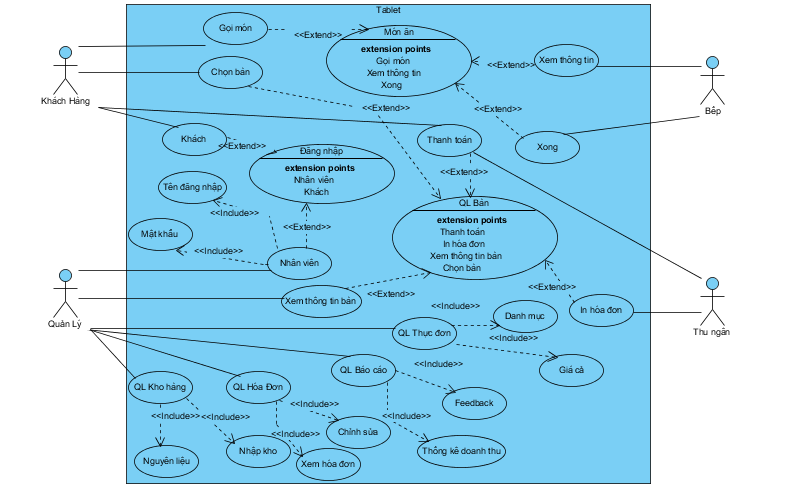 Tablet
Gọi món
<<Extend>>
Món ăn
extension points
Gọi món
Xem thông tin
Xong
Chọn bàn
<<Extend>>
Xem thông tin
Khách Hàng
Bếp
<<Extend>>
<<Extend>>
Khách
<<Extend>>
Thanh toán
Xong
Đăng nhập
extension points
Nhân viên
Khách
<<Extend>>
Tên đăng nhập
<<Include>>
QL Bàn
extension points
Thanh toán
In hòa đơn
Xem thông tin bàn
Chọn bàn
<<Extend>>
Mật khẩu
<<Include>>
Nhân viên
<<Extend>>
Xem thông tin bàn
<<Extend>>
<<Include>>
In hòa đơn
Danh mục
Quản Lý
Thu ngân
QL Thực đơn
<<Include>>
QL Báo cáo
<<Include>>
Giá cả
QL Kho hàng
QL Hòa Đơn
<<Include>>
Feedback
<<Include>>
<<Include>>
<<Include>>
<<Include>>
Chỉnh sửa
Nguyên liệu
Nhập kho
Xem hòa đơn
Thống kê doanh thu